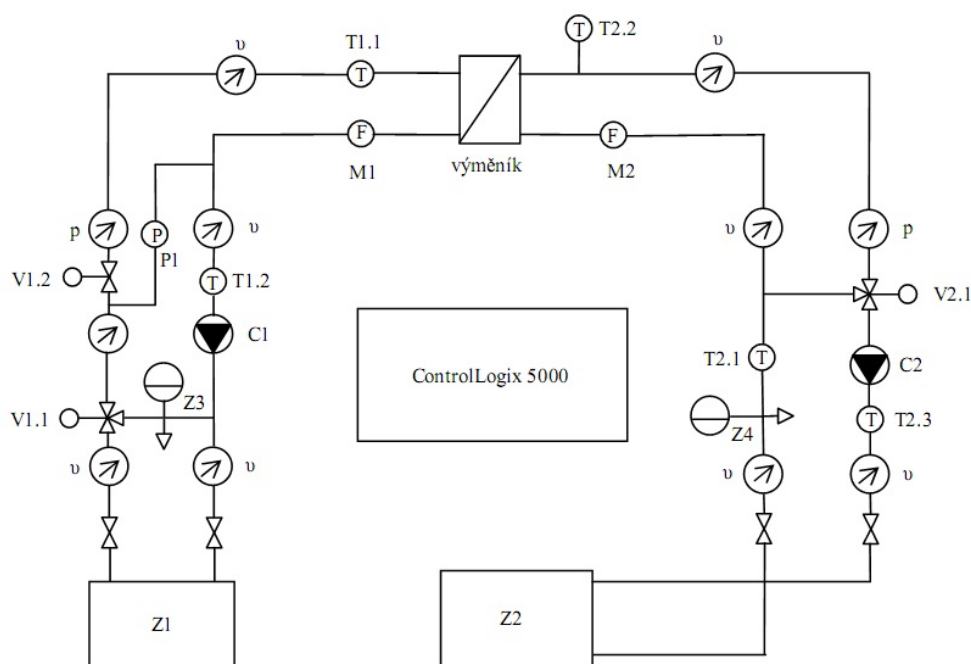 υ
T1.1
T
T
T2.2
υ
F
M1
výměník
F
M2
p
P
P1
υ
υ
p
V1.2
T
T1.2
V2.1
C1
T2.1
T
C2
ControlLogix 5000
Z3
V1.1
Z4
T
T2.3
υ
υ
υ
υ
Z1
Z2